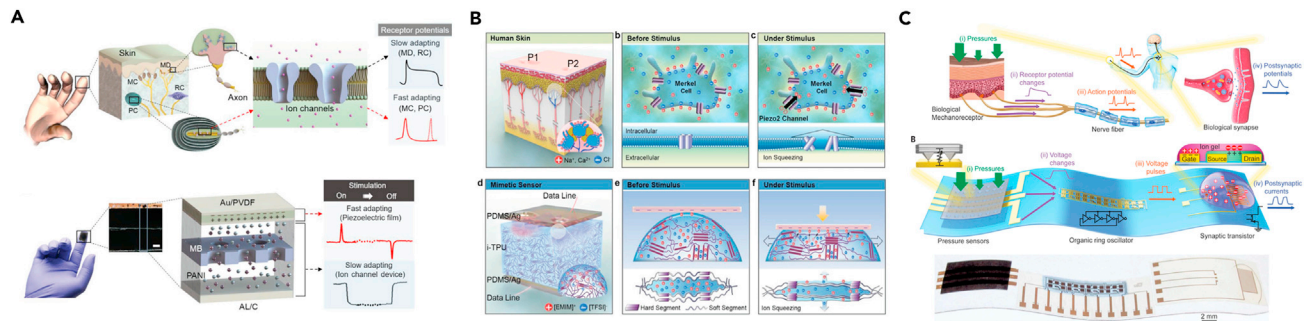 A
Skin
MD
MC
RC
PC
Axon
Ion channels
Receptor potentials
Slow adapting
(MD, RC)
Fast adapting
(MC, PC)
Au/PVDF
MB
PANI
AL/C
Stimulation
On
Off
Fast adapting
(Piezoelectric film)
Slow adapting
(Ion channel device)
B
Human Skin
P1
P2
Na⁺, Ca²⁺
Cl⁻
b
Before Stimulus
Merkel
Cell
Intracellular
Extracellular
c
Under Stimulus
Merkel
Cell
Piezo2 Channel
Ion Squeezing
d
Mimetic Sensor
Data Line
PDMS/Ag
i-TPU
PDMS/Ag
Data Line
[EMIM]⁺
[TFSI]⁻
e
Before Stimulus
Hard Segment
Soft Segment
f
Under Stimulus
Ion Squeezing
C
(i) Pressures
(ii) Receptor potential
changes
(iii) Action potentials
Biological
Mechanoreceptor
Nerve fiber
(iv) Postsynaptic
potentials
Biological synapse
B
(i) Pressures
(ii) Voltage
changes
(iii) Voltage
pulses
Ion gel
Gate
Source
Drain
(iv) Postsynaptic
currents
Pressure sensors
Organic ring oscillator
Synaptic transistor
2 mm